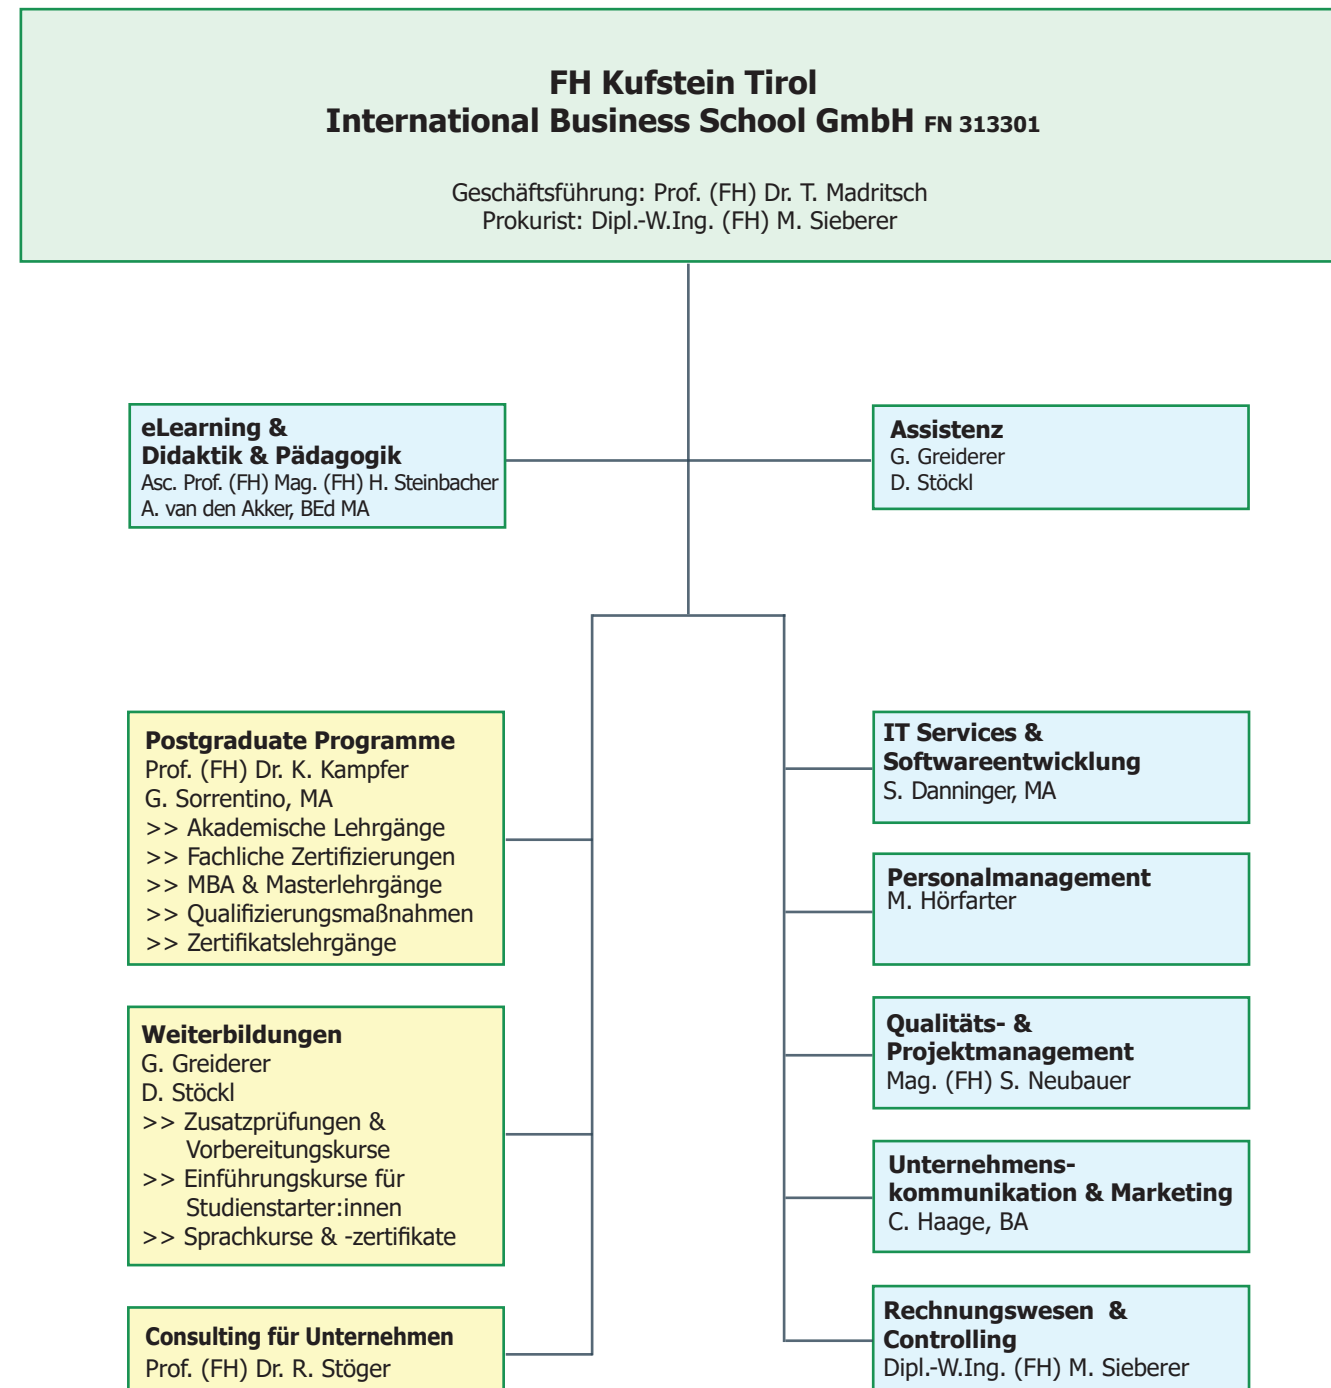 FH Kufstein Tirol
International Business School GmbH FN 313301
Geschäftsführung: Prof. (FH) Dr. T. Madritsch
Prokurist: Dipl.-W.Ing. (FH) M. Sieberer
eLearning &
Didaktik & Pädagogik
Asc. Prof. (FH) Mag. (FH) H. Steinbacher
A. van den Akker, BEd MA
Assistenz
G. Greiderer
D. Stöckl
Postgraduate Programme
Prof. (FH) Dr. K. Kampfer
G. Sorrentino, MA
>> Akademische Lehrgänge
>> Fachliche Zertifizierungen
>> MBA & Masterlehrgänge
>> Qualifizierungsmaßnahmen
>> Zertifikatslehrgänge
Weiterbildungen
G. Greiderer
D. Stöckl
>> Zusatzprüfungen &
Vorbereitungskurse
>> Einführungskurse für
Studienstarter:innen
>> Sprachkurse & -zertifikate
Consulting für Unternehmen
Prof. (FH) Dr. R. Stöger
IT Services &
Softwareentwicklung
S. Danninger, MA
Personalmanagement
M. Hörfarter
Qualitäts- &
Projektmanagement
Mag. (FH) S. Neubauer
Unternehmens-
kommunikation & Marketing
C. Haage, BA
Rechnungswesen &
Controlling
Dipl.-W.Ing. (FH) M. Sieberer